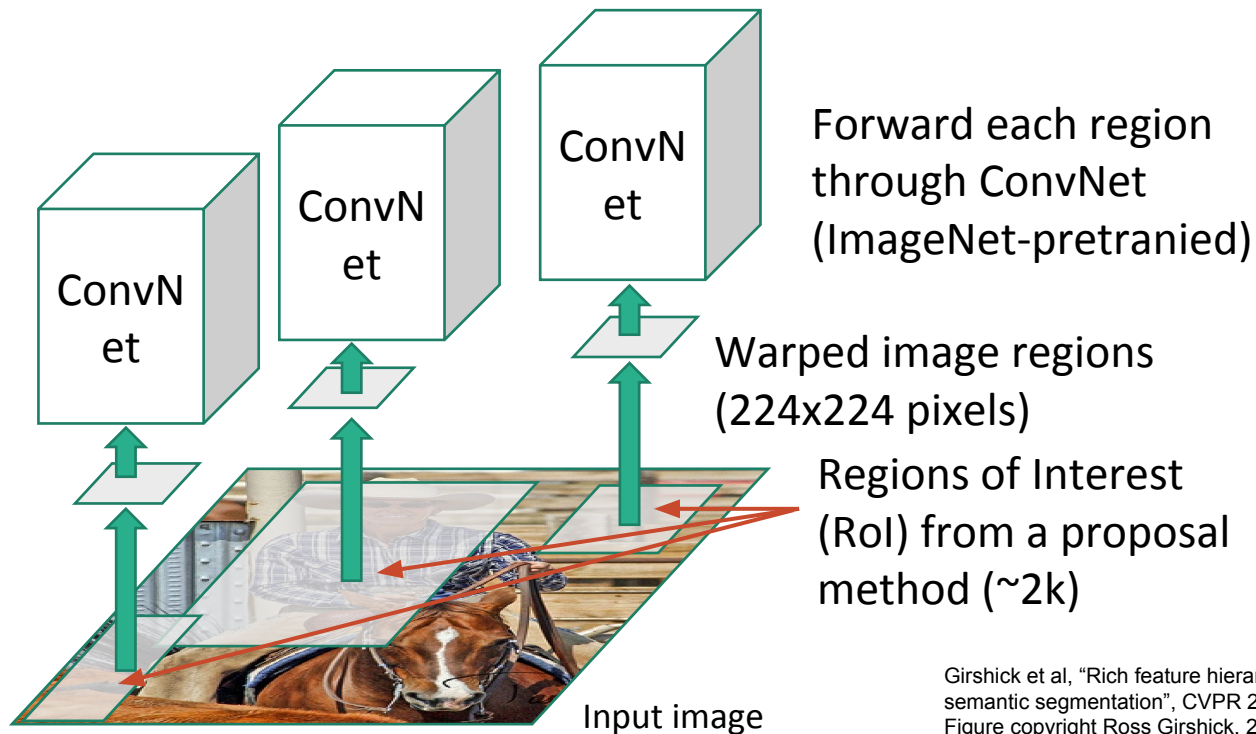 ConvN
et
ConvN
et
ConvN
et
Forward each region
through ConvNet
(ImageNet-pretranied)
Warped image regions
(224x224 pixels)
Regions of Interest
(RoI) from a proposal
method (~2k)
Input image
Girshick et al, “Rich feature hierar
semantic segmentation”, CVPR 2
Figure copyright Ross Girshick, 2